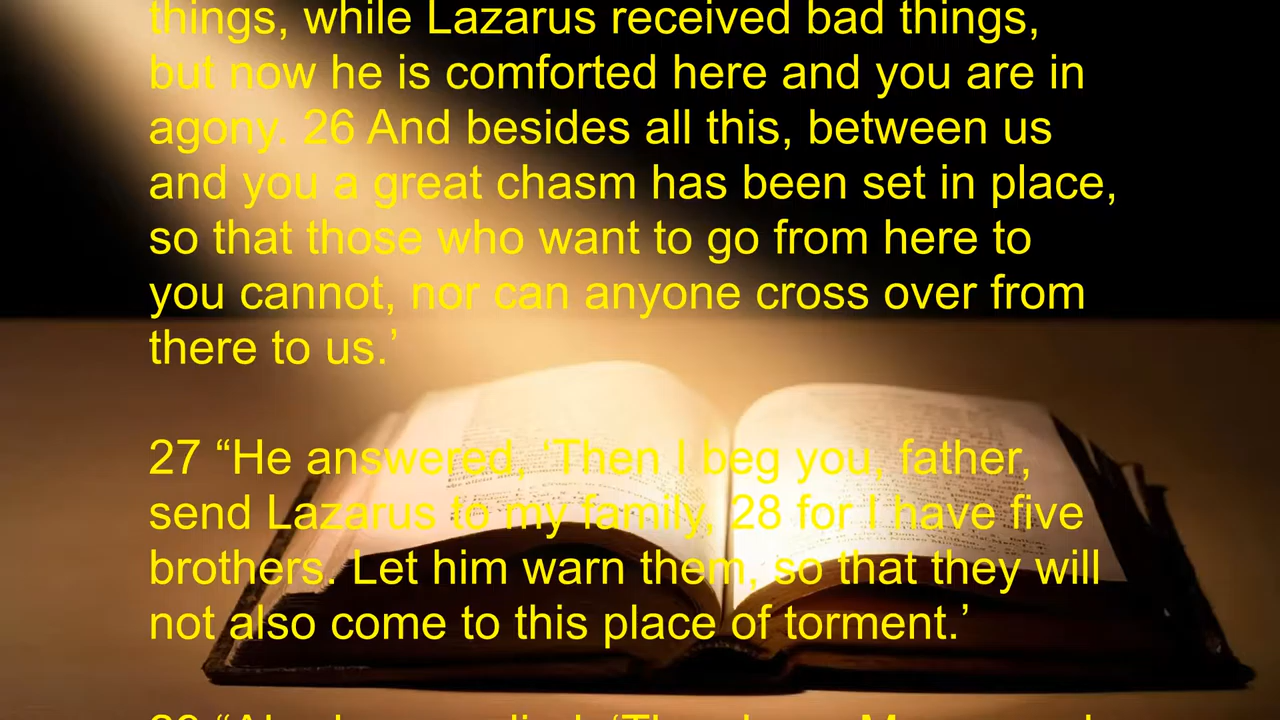 things, while Lazarus received bad things,
but now he is comforted here and you are in
agony. 26 And besides all this, between us
and you a great chasm has been set in place,
so that those who want to go from here to
you cannot, nor can anyone cross over from
there to us.’
27 “He answered, ‘Then I beg you, father,
send Lazarus to my family, 28 for I have five
brothers. Let him warn them, so that they will
not also come to this place of torment.’